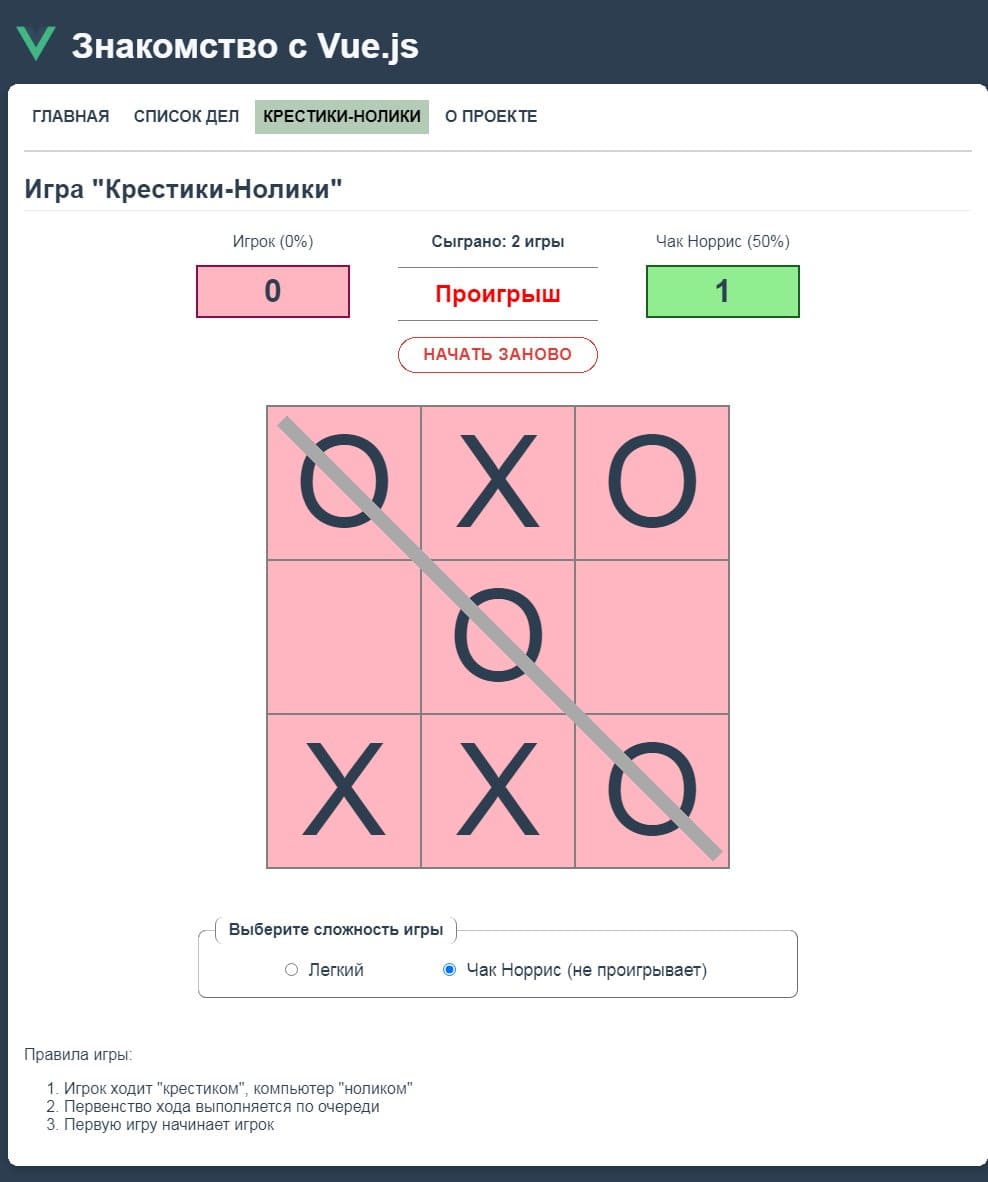 Знакомство с Vue.js
ГЛАВНАЯ СПИСОК ДЕЛ КРЕСТИКИ-НОЛИКИ О ПРОЕКТЕ
Игра "Крестики-Нолики"
Игрок (0%) Сыграно: 2 игры Чак Норрис (50%)
0 Проигрыш 1
НАЧАТЬ ЗАНОВО
O X O
O
X X O
Выберите сложность игры
Легкий Чак Норрис (не проигрывает)
Правила игры:
1. Игрок ходит "крестиком", компьютер "ноликом"
2. Первенство хода выполняется по очереди
3. Первую игру начинает игрок